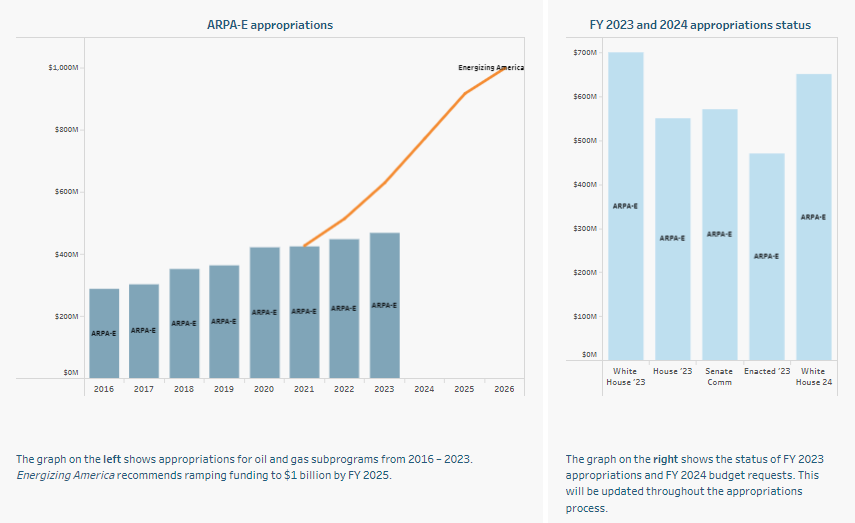 ARPA-E appropriations
$1,000M
$800M
$600M
$400M
$200M
$0M
Energizing America
ARPA-E
ARPA-E
ARPA-E
ARPA-E
ARPA-E
ARPA-E
ARPA-E
ARPA-E
2016 2017 2018 2019 2020 2021 2022 2023 2024 2025 2026
The graph on the left shows appropriations for oil and gas subprograms from 2016 – 2023.
Energizing America recommends ramping funding to $1 billion by FY 2025.
FY 2023 and 2024 appropriations status
$700M
$600M
$500M
$400M
$300M
$200M
$100M
$0M
ARPA-E
ARPA-E
ARPA-E
ARPA-E
ARPA-E
White House '23 Senate Enacted '23 White
House '23 Comm House 24
The graph on the right shows the status of FY 2023
appropriations and FY 2024 budget requests. This
will be updated throughout the appropriations
process.